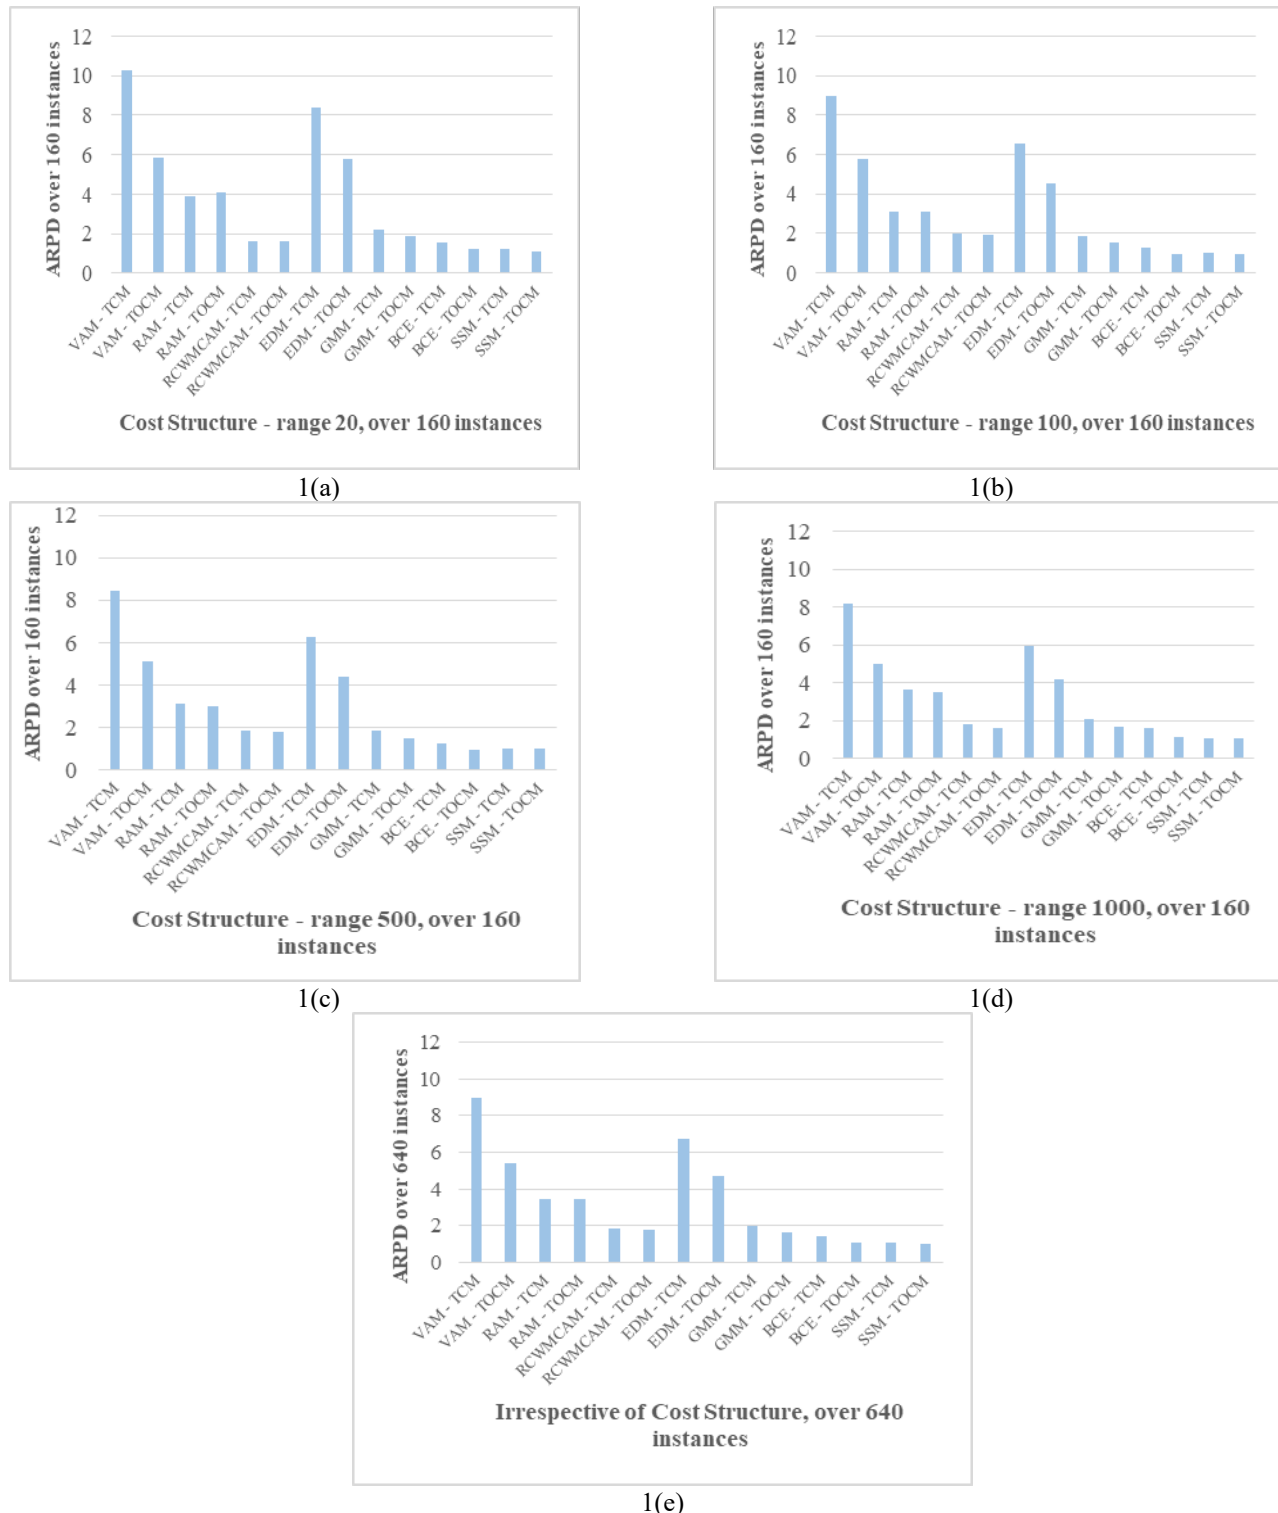 ARPD over 160 instances
12
10
8
6
4
2
0
VAM - TCM
VAM - TOCM
RAM - TCM
RAM - TOCM
RCWMCAM - TCM
RCWMCAM - TOCM
EDM - TCM
EDM - TOCM
GMM - TCM
GMM - TOCM
BCE - TCM
BCE - TOCM
SSM - TCM
SSM - TOCM
Cost Structure - range 20, over 160 instances
1(a)
ARPD over 160 instances
12
10
8
6
4
2
0
VAM - TCM
VAM - TOCM
RAM - TCM
RAM - TOCM
RCWMCAM - TCM
RCWMCAM - TOCM
EDM - TCM
EDM - TOCM
GMM - TCM
GMM - TOCM
BCE - TCM
BCE - TOCM
SSM - TCM
SSM - TOCM
Cost Structure - range 100, over 160 instances
1(b)
ARPD over 160 instances
12
10
8
6
4
2
0
VAM - TCM
VAM - TOCM
RAM - TCM
RAM - TOCM
RCWMCAM - TCM
RCWMCAM - TOCM
EDM - TCM
EDM - TOCM
GMM - TCM
GMM - TOCM
BCE - TCM
BCE - TOCM
SSM - TCM
SSM - TOCM
Cost Structure - range 500, over 160
instances
1(c)
ARPD over 160 instances
12
10
8
6
4
2
0
VAM - TCM
VAM - TOCM
RAM - TCM
RAM - TOCM
RCWMCAM - TCM
RCWMCAM - TOCM
EDM - TCM
EDM - TOCM
GMM - TCM
GMM - TOCM
BCE - TCM
BCE - TOCM
SSM - TCM
SSM - TOCM
Cost Structure - range 1000, over 160
instances
1(d)
ARPD over 640 instances
12
10
8
6
4
2
0
VAM - TCM
VAM - TOCM
RAM - TCM
RAM - TOCM
RCWMCAM - TCM
RCWMCAM - TOCM
EDM - TCM
EDM - TOCM
GMM - TCM
GMM - TOCM
BCE - TCM
BCE - TOCM
SSM - TCM
SSM - TOCM
Irrespective of Cost Structure, over 640
instances
1(e)